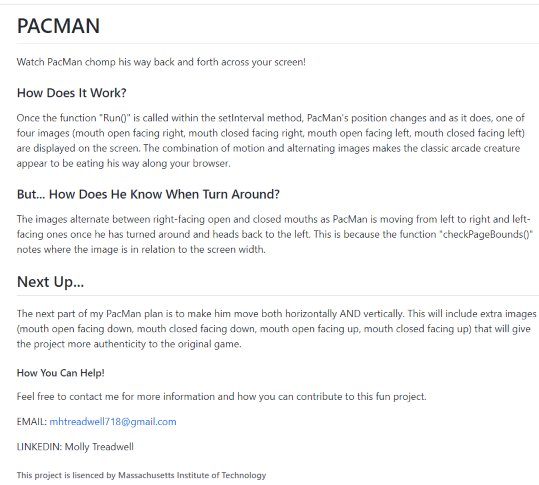 PACMAN
Watch PacMan chomp his way back and forth across your screen!
How Does It Work?
Once the function "Run()" is called within the setInterval method, PacMan's position changes and as it does, one of
four images (mouth open facing right, mouth closed facing right, mouth open facing left, mouth closed facing left)
are displayed on the screen. The combination of motion and alternating images makes the classic arcade creature
appear to be eating his way along your browser.
But... How Does He Know When Turn Around?
The images alternate between right-facing open and closed mouths as PacMan is moving from left to right and left-
facing ones once he has turned around and heads back to the left. This is because the function "checkPageBounds()"
notes where the image is in relation to the screen width.
Next Up...
The next part of my PacMan plan is to make him move both horizontally AND vertically. This will include extra images
(mouth open facing down, mouth closed facing down, mouth open facing up, mouth closed facing up) that will give
the project more authenticity to the original game.
How You Can Help!
Feel free to contact me for more information and how you can contribute to this fun project.
EMAIL: mhtreadwell718@gmail.com
LINKEDIN: Molly Treadwell
This project is lisenced by Massachusetts Institute of Technology